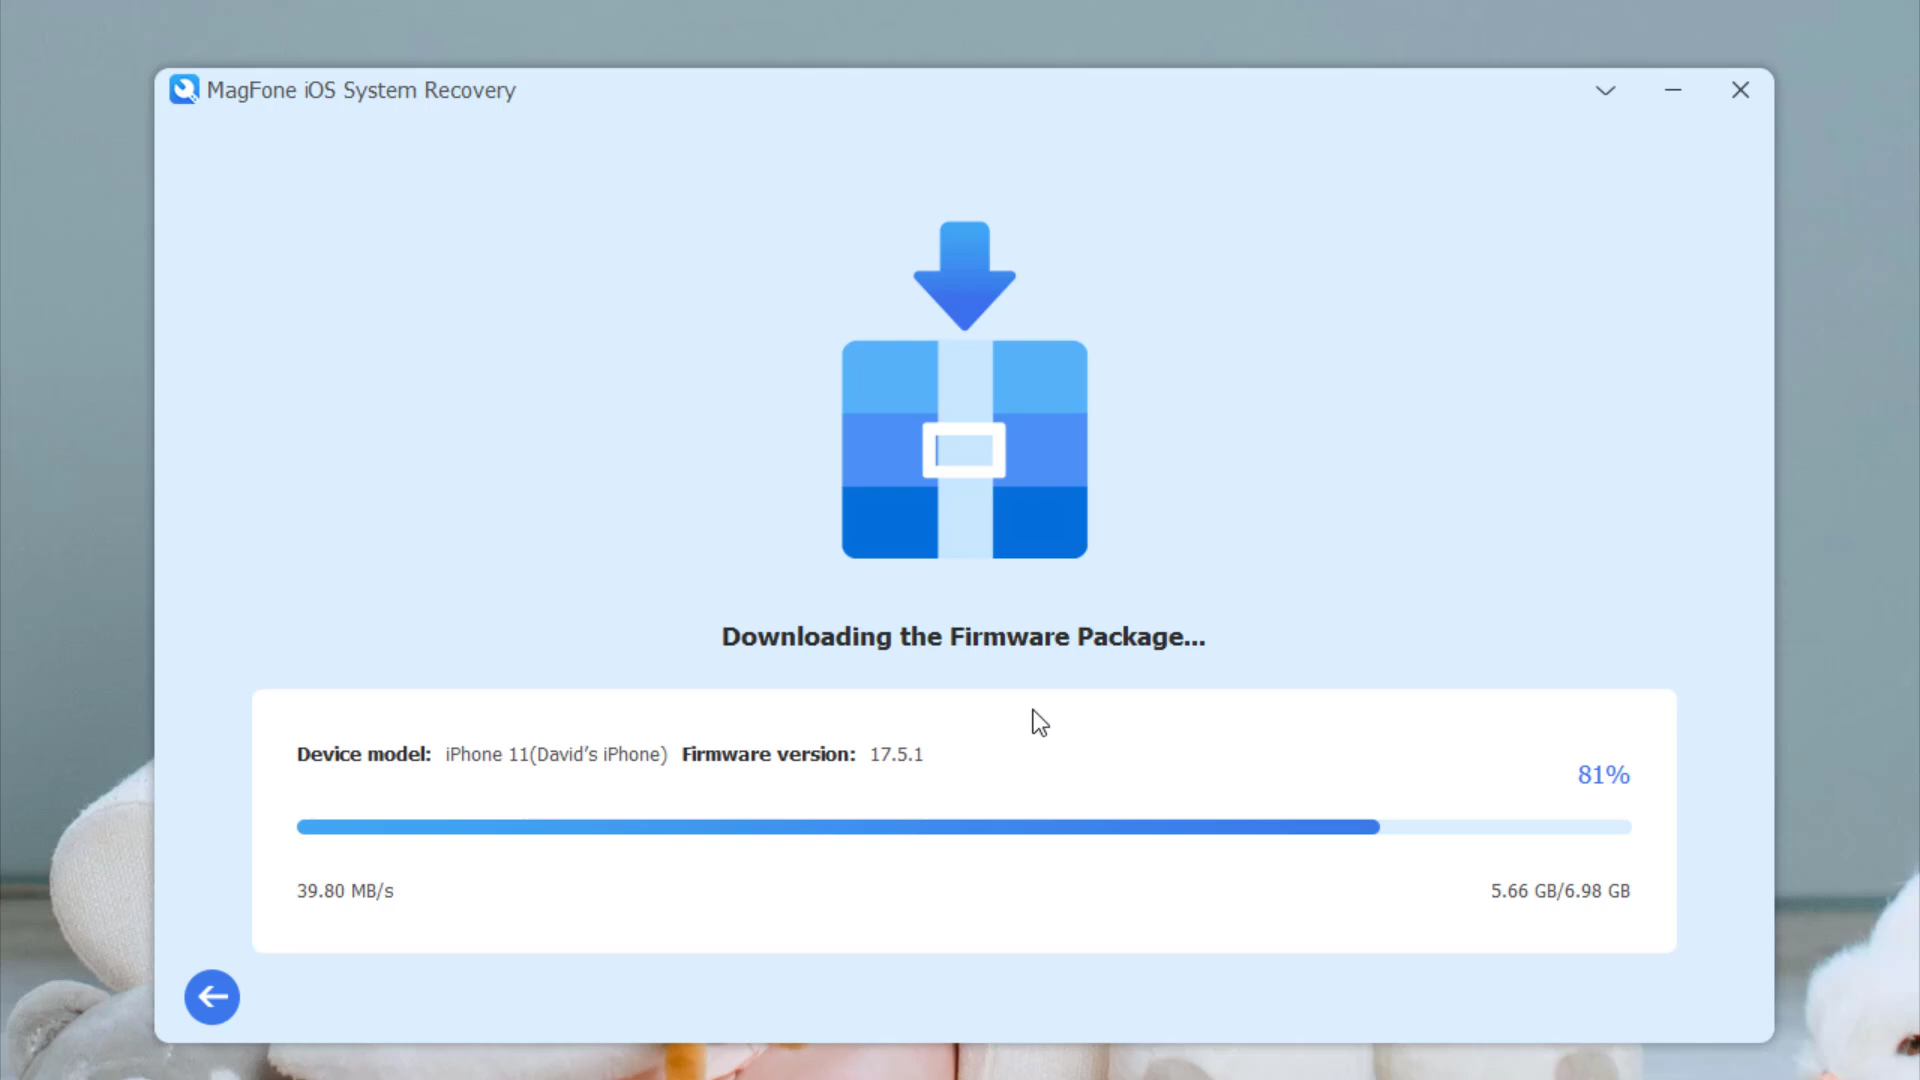 MagFone iOS System Recovery
Downloading the Firmware Package...
Device model: iPhone 11(David’s iPhone) Firmware version: 17.5.1
81%
39.80 MB/s 5.66 GB/6.98 GB